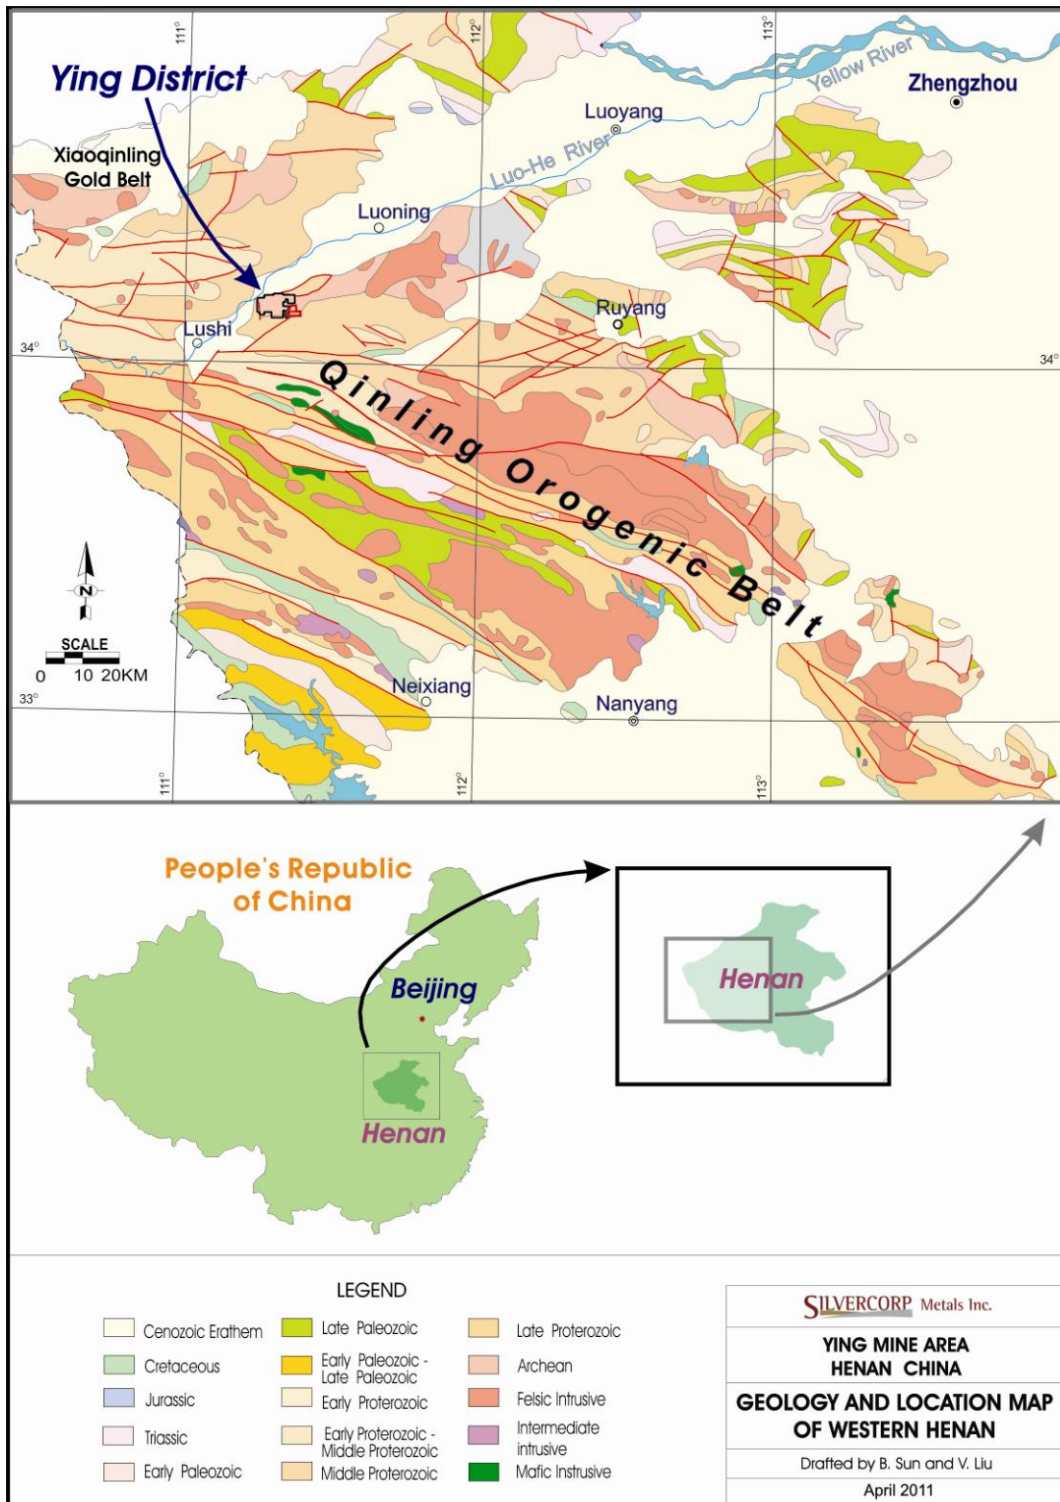 111°
112°
113°
Ying District
Yellow River
Zhengzhou
Luoyang
Xiaoqinling
Gold Belt
Luo-He River
Luoning
Ruyang
Lushi
34°
34°
Qinling Orogenic Belt
N
SCALE
0 10 20KM
Neixiang
Nanyang
33°
111°
112°
113°
People's Republic
of China
Beijing
Henan
Henan
LEGEND
Cenozoic Erathem
Cretaceous
Jurassic
Triassic
Early Paleozoic
Late Paleozoic
Early Paleozoic -
Late Paleozoic
Early Proterozoic
Early Proterozoic -
Middle Proterozoic
Middle Proterozoic
Late Proterozoic
Archean
Felsic Intrusive
Intermediate
intrusive
Mafic Instrusive
SILVERCORP Metals Inc.
YING MINE AREA
HENAN CHINA
GEOLOGY AND LOCATION MAP
OF WESTERN HENAN
Drafted by B. Sun and V. Liu
April 2011